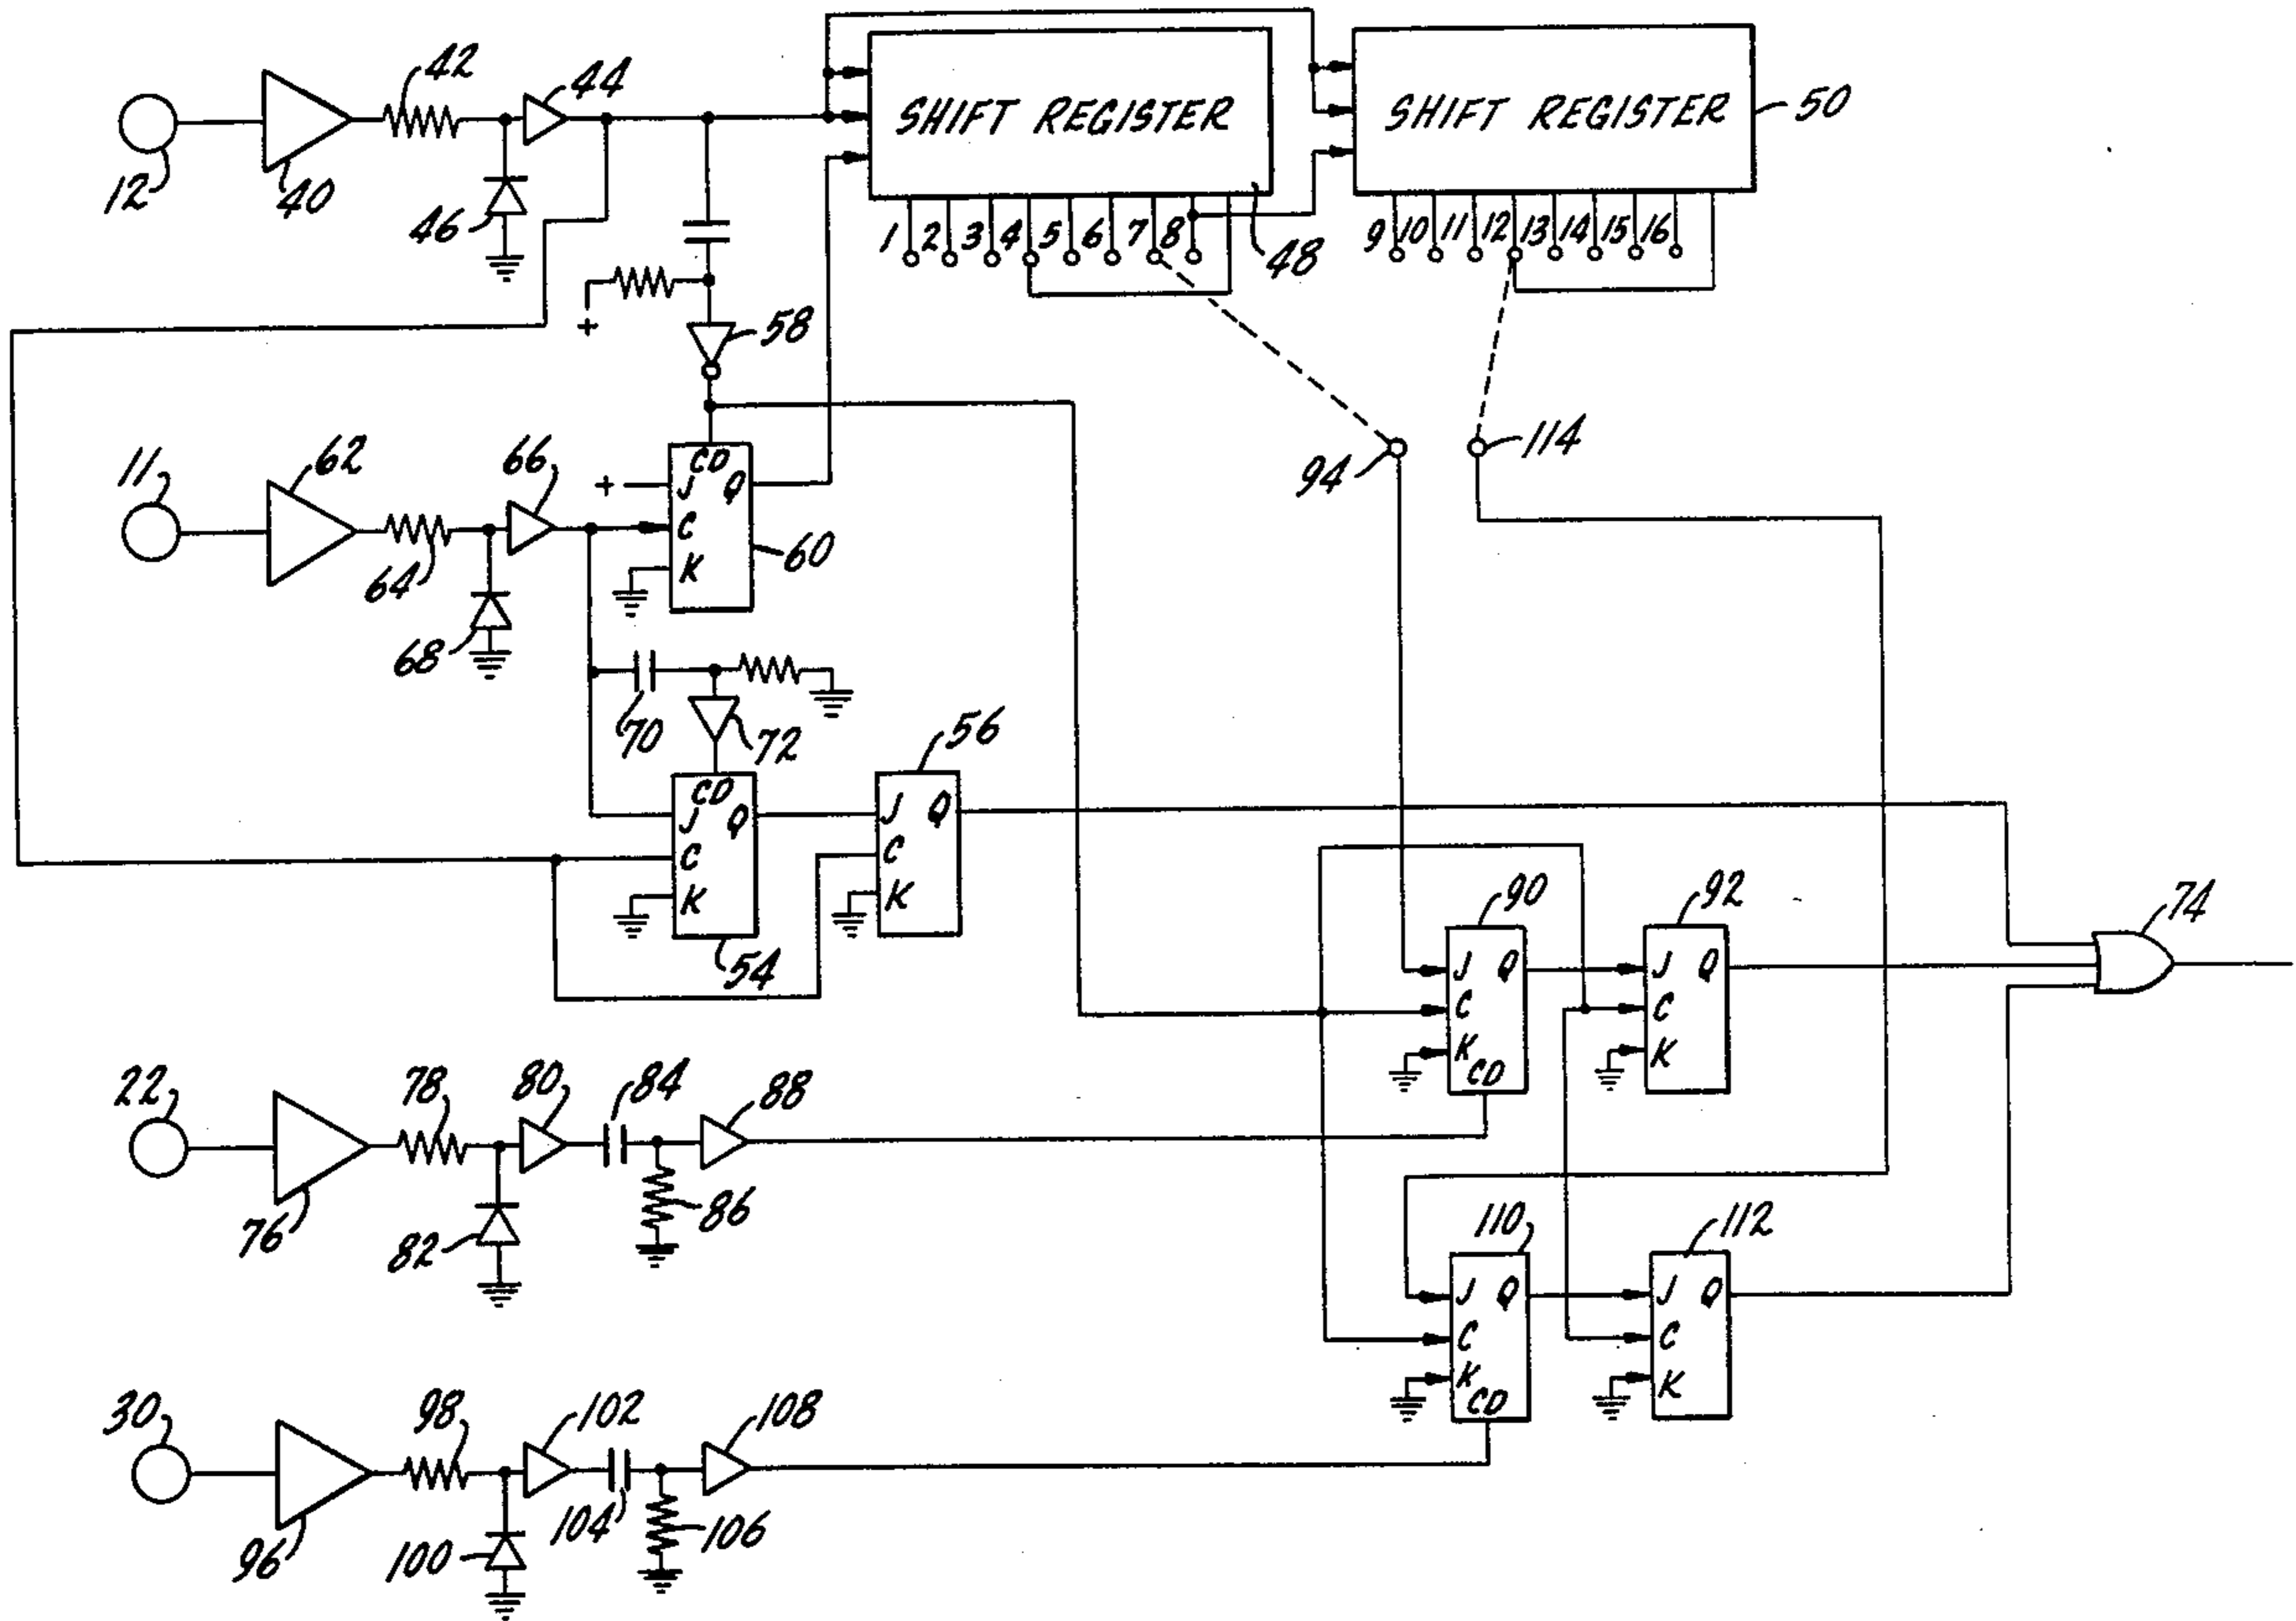 42
44
SHIFT REGISTER
SHIFT REGISTER
50
12
40
46
1 2 3 4 5 6 7 8
48
9 10 11 12 13 14 15 16
+
58
11
62
66
+
CD
J Q
C
K
60
94
114
64
68
70
72
56
CD
J Q
C
K
54
J Q
C
K
90
92
74
J Q
C
K
CD
J Q
C
K
22
78
80
84
88
76
82
86
110
112
J Q
C
K
CD
J Q
C
K
30
98
102
108
96
100
104
106